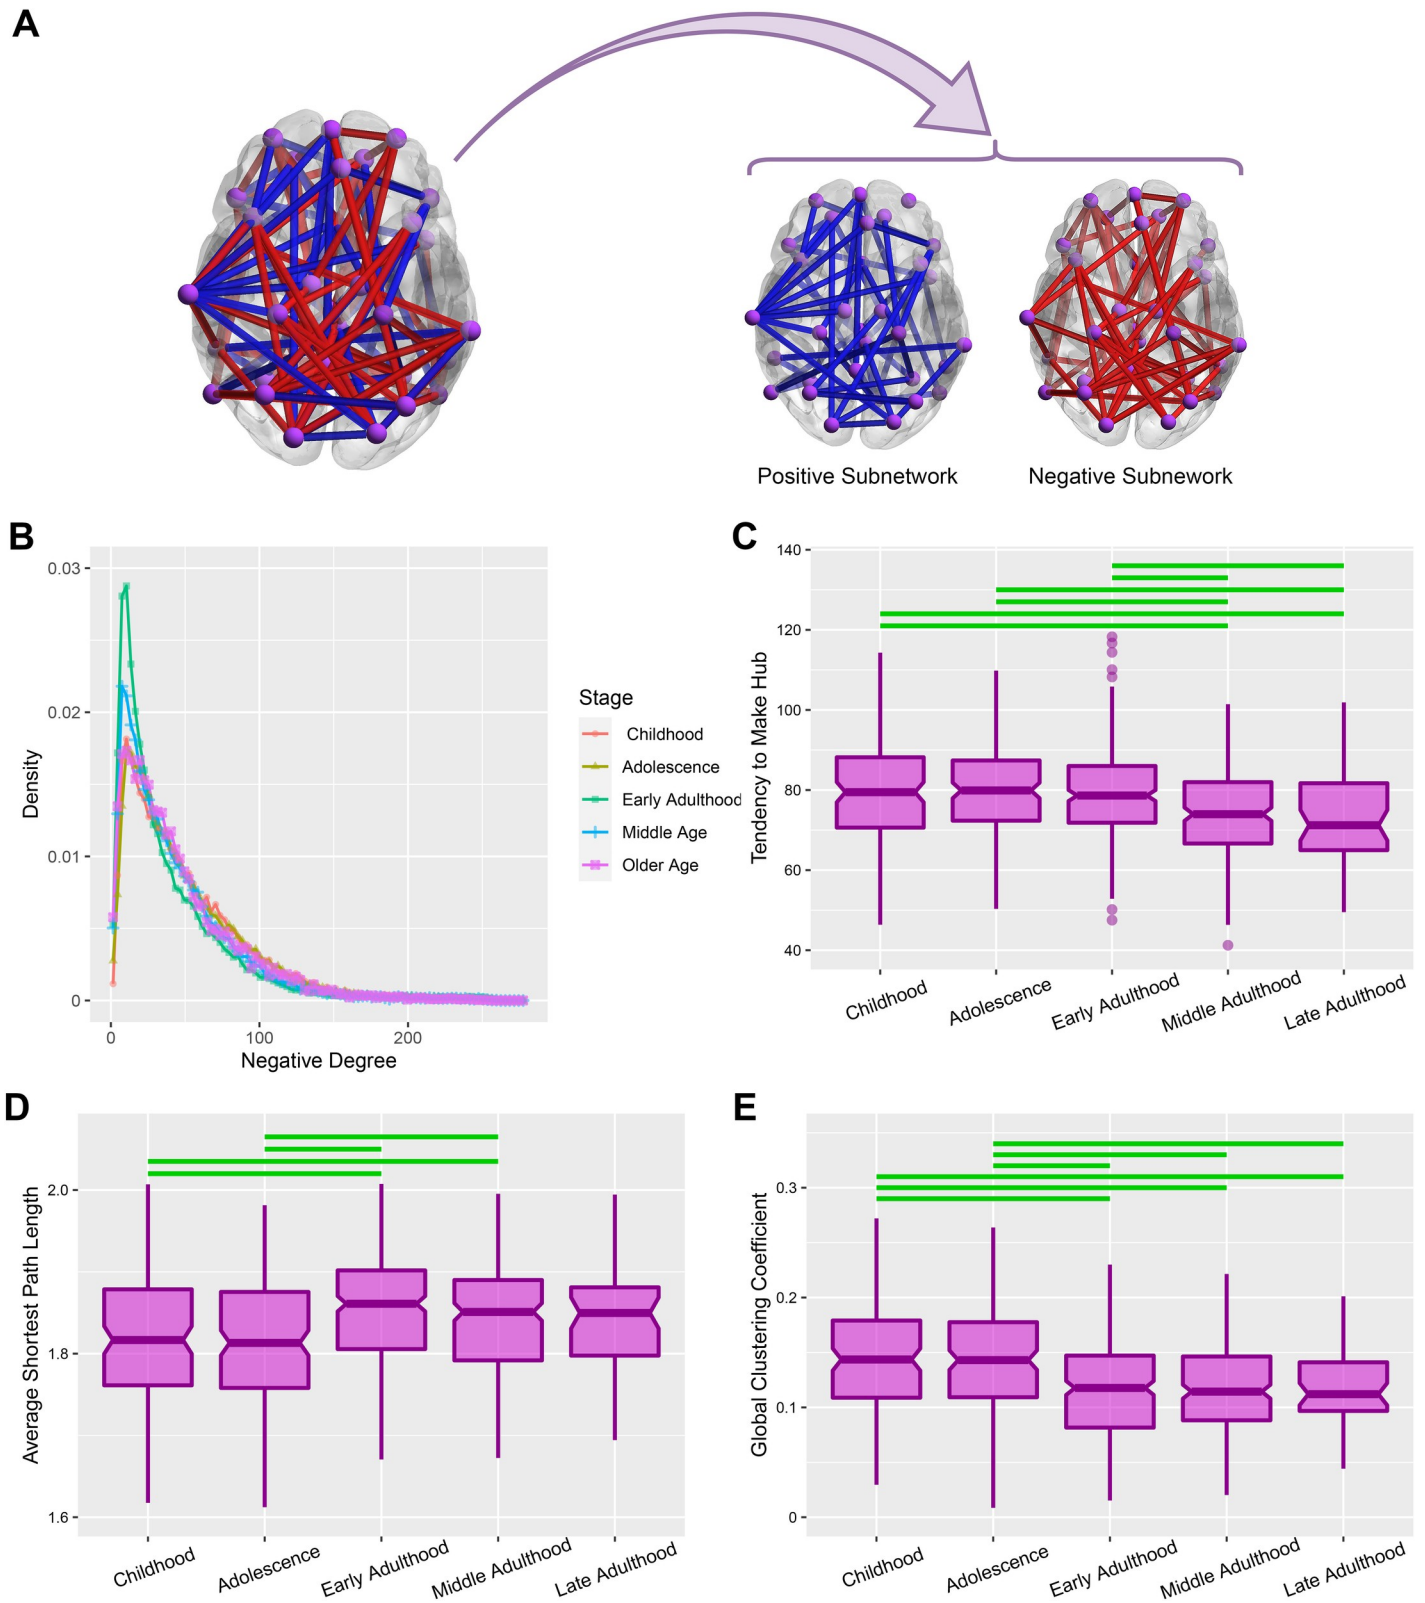 A
Positive Subnetwork
Negative Subnework
B
0.03
0.02
0.01
0
Density
0
100
200
Negative Degree
Stage
Childhood
Adolescence
Early Adulthood
Middle Age
Older Age
C
140
120
100
80
60
40
Tendency to Make Hub
Childhood
Adolescence
Early Adulthood
Middle Adulthood
Late Adulthood
D
2.0
1.8
1.6
Average Shortest Path Length
Childhood
Adolescence
Early Adulthood
Middle Adulthood
Late Adulthood
E
0.3
0.2
0.1
0
Global Clustering Coefficient
Childhood
Adolescence
Early Adulthood
Middle Adulthood
Late Adulthood